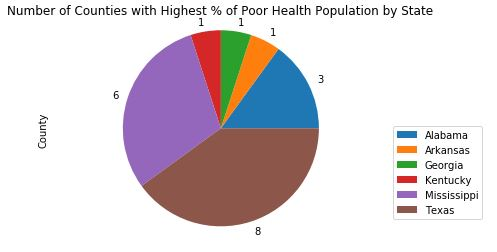 Number of Counties with Highest % of Poor Health Population by State
1
1
1
3
6
8
County
Alabama
Arkansas
Georgia
Kentucky
Mississippi
Texas